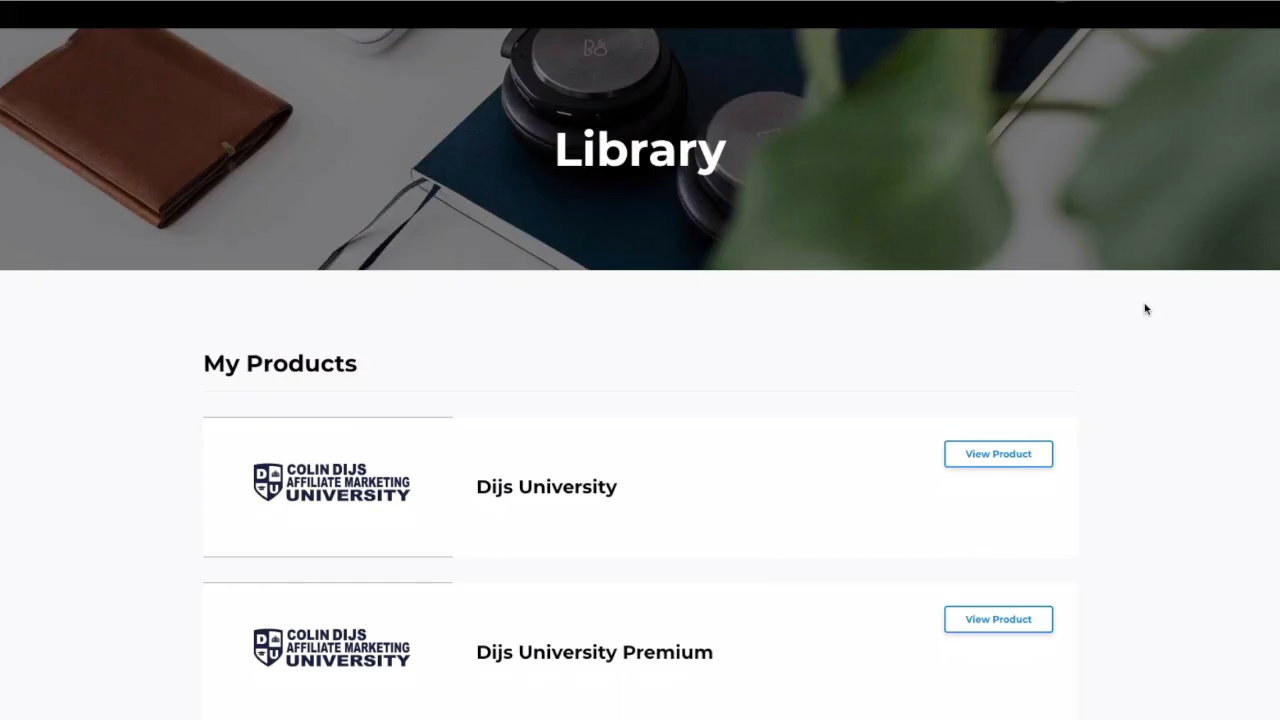 B&O
Library
My Products
COLIN DIJS
AFFILIATE MARKETING
UNIVERSITY
Dijs University
View Product
COLIN DIJS
AFFILIATE MARKETING
UNIVERSITY
Dijs University Premium
View Product